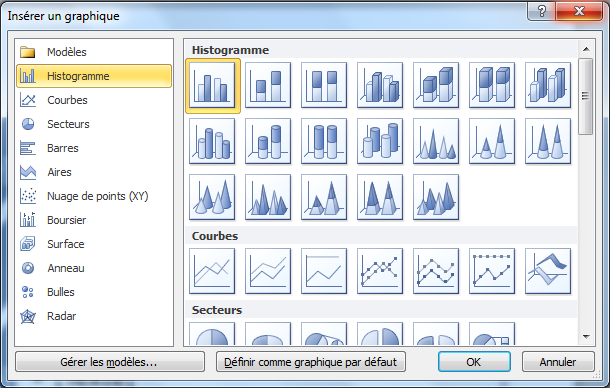 Insérer un graphique
Modèles
Histogramme
Courbes
Secteurs
Barres
Aires
Nuage de points (XY)
Boursier
Surface
Anneau
Bulles
Radar
Histogramme
Courbes
Secteurs
Gérer les modèles...
Définir comme graphique par défaut
OK
Annuler